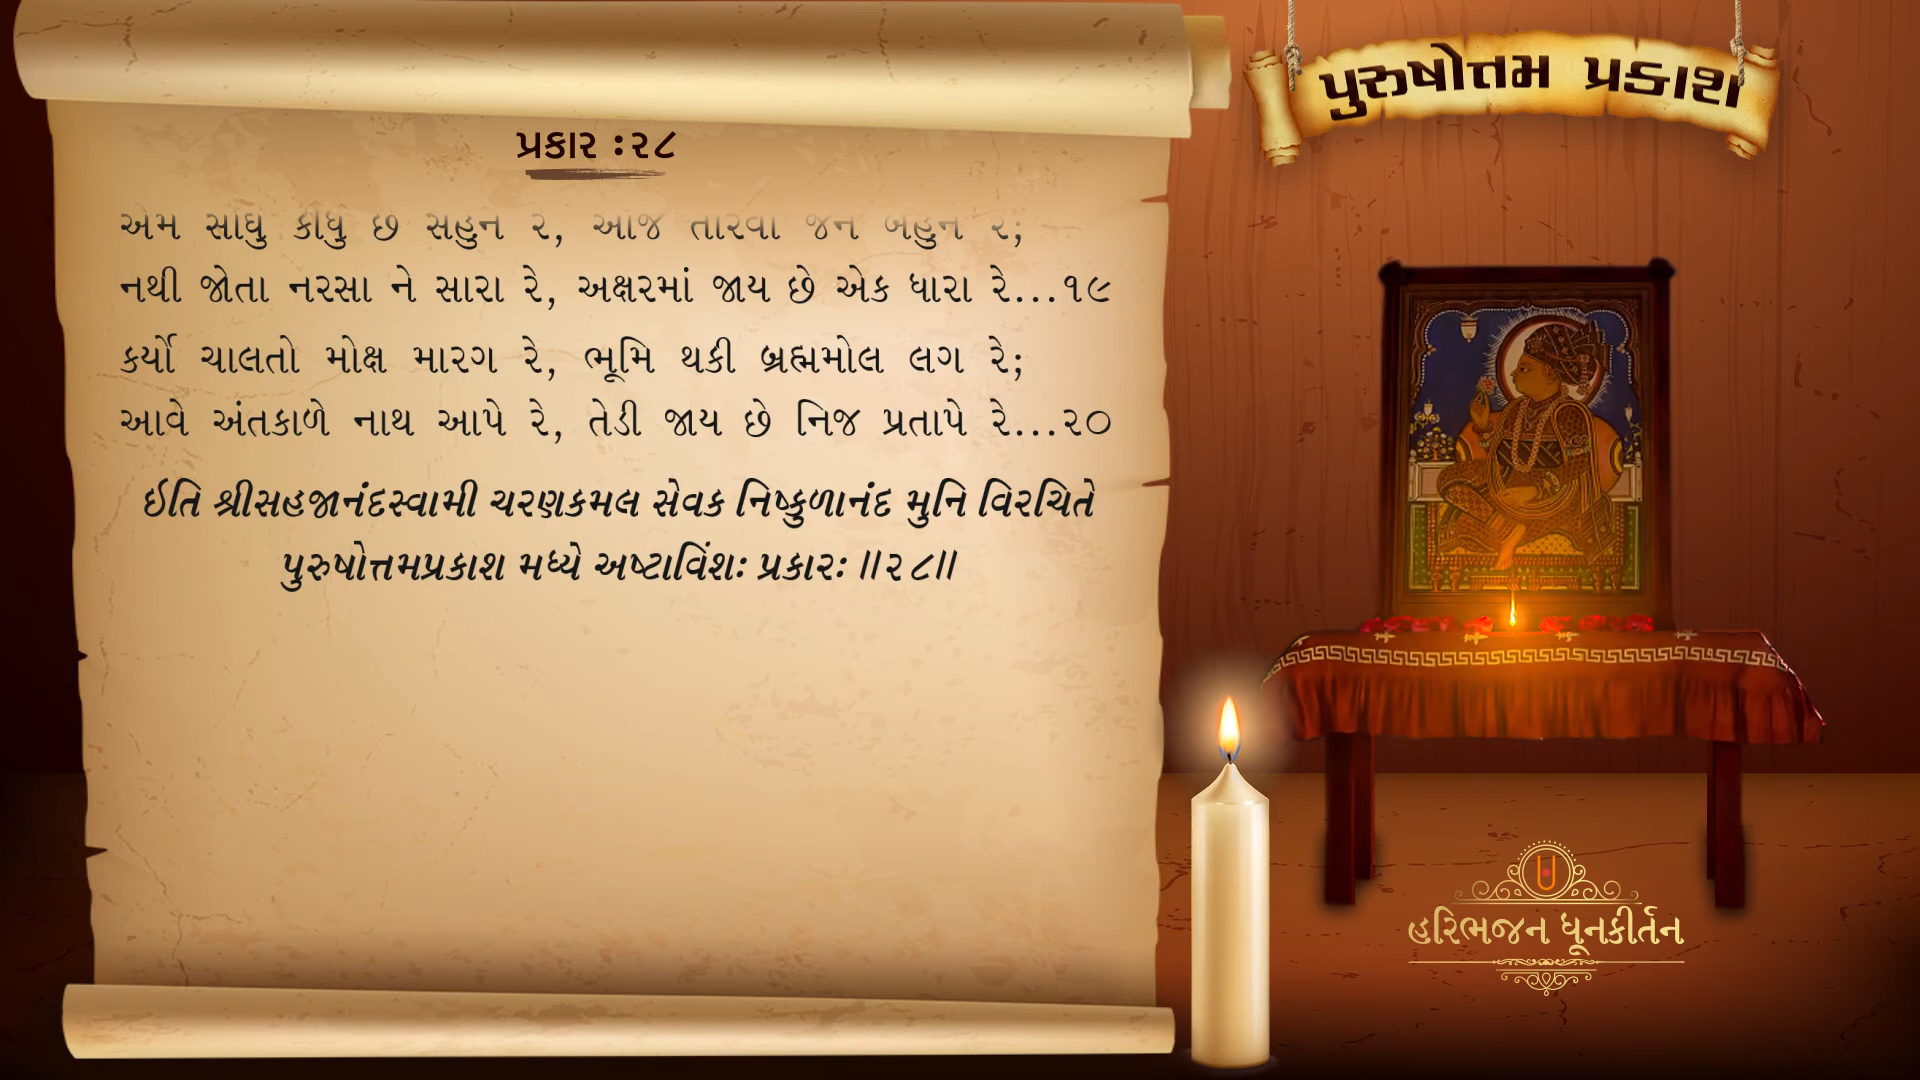 પુરુષોત્તમ પ્રકાશ
પ્રકાર :૨૮
એમ સોંઘુ કીધુ છે સહુને રે, આજ તારવા જન બહુને રે;
નથી જોતા નરસા ને સારા રે, અક્ષરમાં જાય છે એક ધારા રે...૧૯
કર્યો ચાલતો મોક્ષ મારગ રે, ભૂમિ થકી બ્રહ્મમોલ લગ રે;
આવે અંતકાળે નાથ આપે રે, તેડી જાય છે નિજ પ્રતાપે રે...૨૦
ઇતિ શ્રીસહજાનંદસ્વામી ચરણકમલ સેવક નિષ્કુળાનંદ મુનિ વિરચિતે
પુરુષોત્તમપ્રકાશ મધ્યે અષ્ટાવિંશઃ પ્રકારઃ ॥૨૮॥
હરિભજન ધૂનકીર્તન